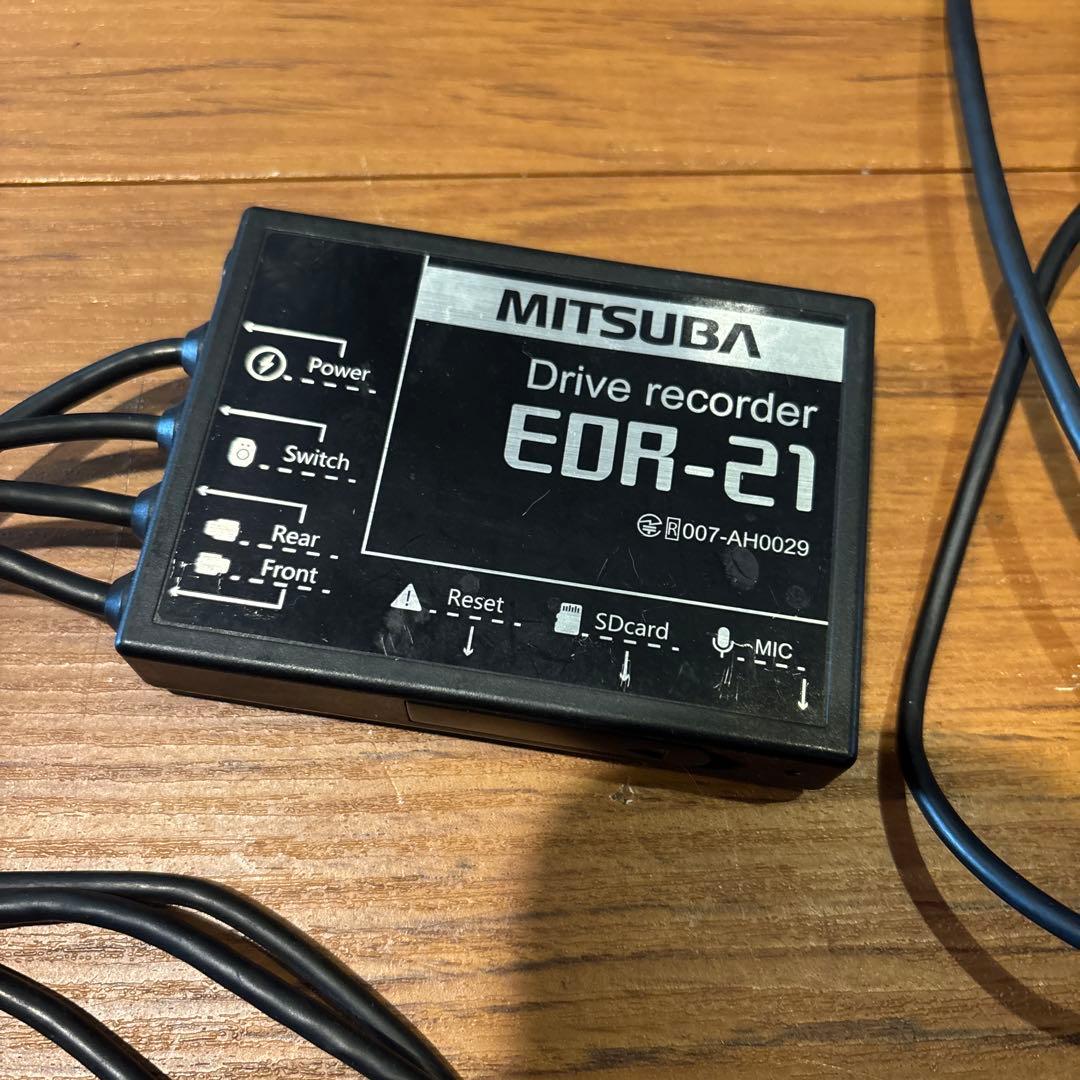 MITSUBA
Drive recorder
EDR-21
R 007-AH0029
Power
Switch
Rear
Front
Reset
SDcard
MIC